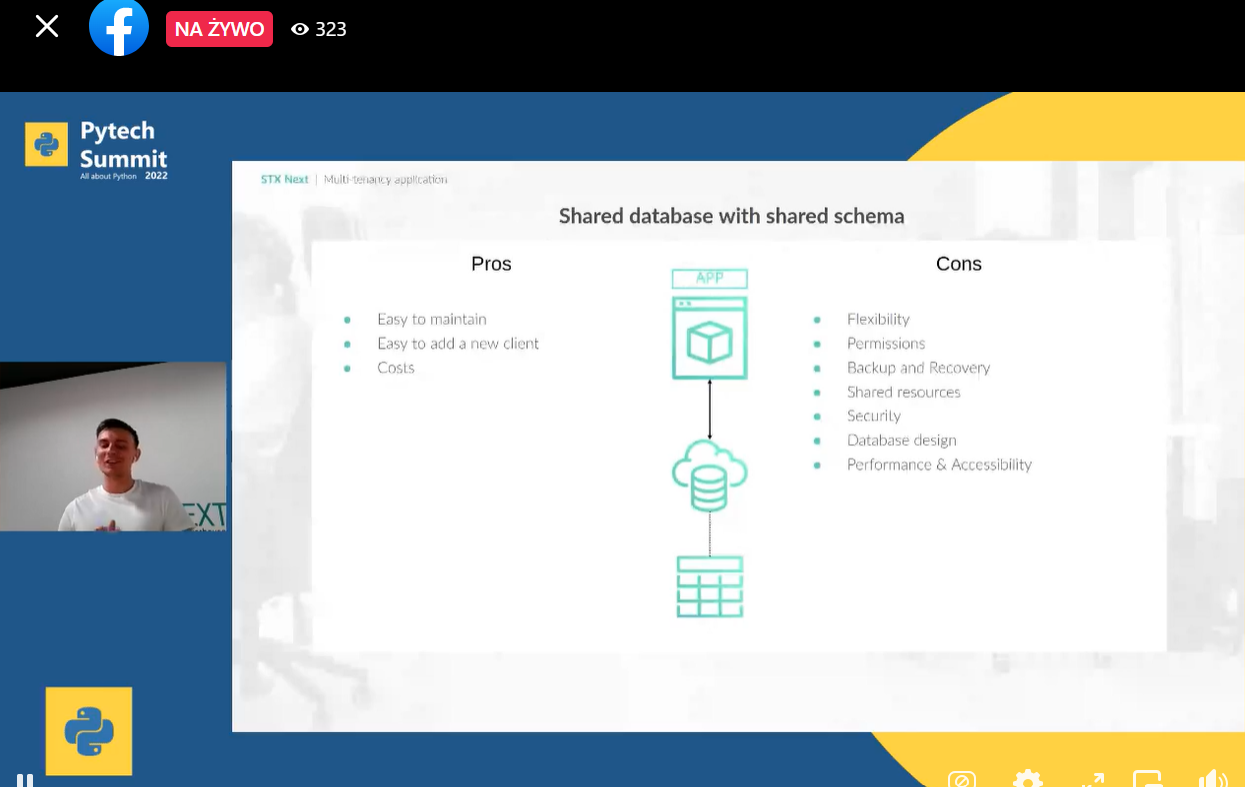 NA ŻYWO
323
Pytech
Summit
All about Python 2022
STX Next | Multi-tenancy application
Shared database with shared schema
Pros
Easy to maintain
Easy to add a new client
Costs
APP
Cons
Flexibility
Permissions
Backup and Recovery
Shared resources
Security
Database design
Performance & Accessibility
EXT